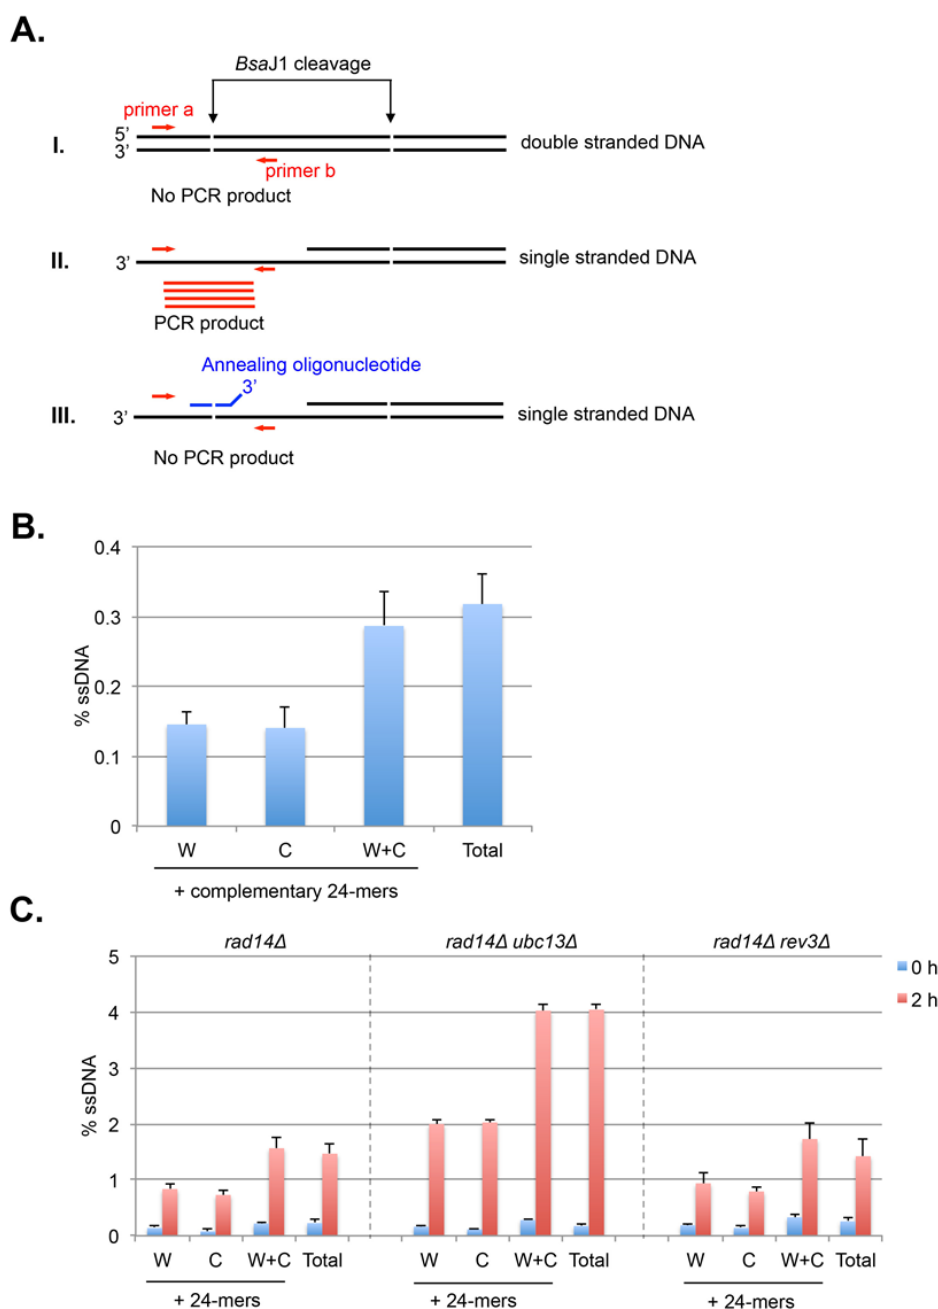 A.
BsaJ1 cleavage
primer a
I.
5’
3’
double stranded DNA
primer b
No PCR product
II.
3’
single stranded DNA
PCR product
Annealing oligonucleotide
3’
III.
3’
single stranded DNA
No PCR product
B.
% ssDNA
0.4
0.3
0.2
0.1
0
W C W+C Total
+ complementary 24-mers
C.
rad14Δ rad14Δ ubc13Δ rad14Δ rev3Δ
% ssDNA
5
4
3
2
1
0
0 h
2 h
W C W+C Total W C W+C Total W C W+C Total
+ 24-mers + 24-mers + 24-mers